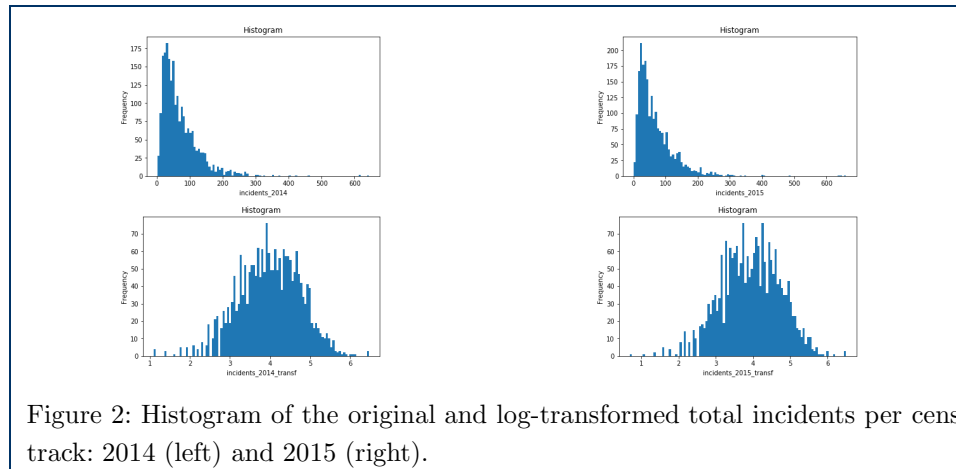 Histogram
Histogram
175
150
125
100
75
50
25
0
Frequency
0 100 200 300 400 500 600
incidents_2014
200
175
150
125
100
75
50
25
0
Frequency
0 100 200 300 400 500 600
incidents_2015
Histogram
Histogram
70
60
50
40
30
20
10
0
Frequency
1 2 3 4 5 6
incidents_2014_transf
70
60
50
40
30
20
10
0
Frequency
1 2 3 4 5 6
incidents_2015_transf
Figure 2: Histogram of the original and log-transformed total incidents per cens
track: 2014 (left) and 2015 (right).